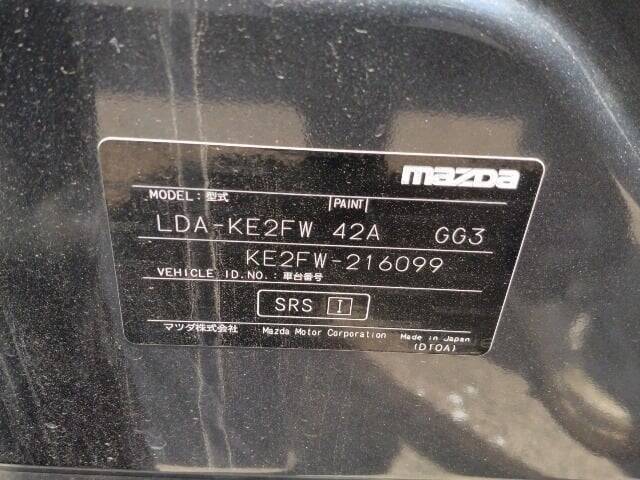 mazda
MODEL: 型式 PAINT
LDA-KE2FW 42A GG3
KE2FW-216099
VEHICLE ID.NO.: 車台番号
SRS I
マツダ株式会社 Mazda Motor Corporation Made in Japan
(DT0A)